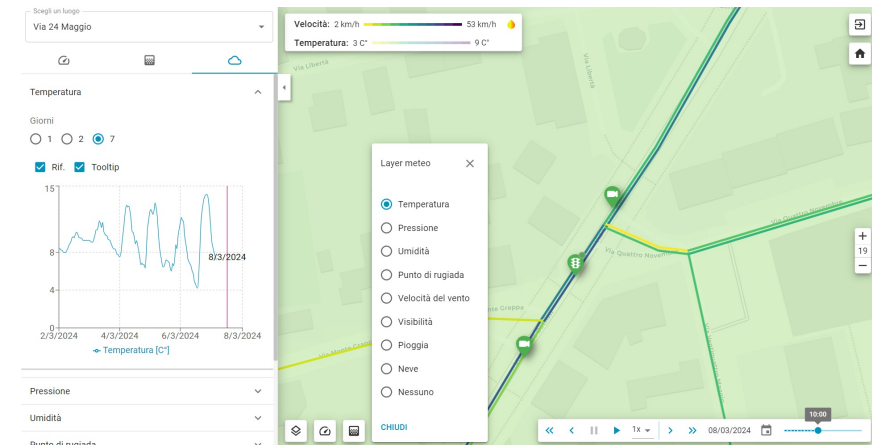 Scegli un luogo
Via 24 Maggio
Temperatura
Giorni
1 2 7
Rif. Tooltip
15
8
4
0
8/3/2024
2/3/2024 4/3/2024 6/3/2024 8/3/2024
Temperatura [C°]
Pressione
Umidità
Punto di rugiada
Velocità: 2 km/h 53 km/h
Temperatura: 3 C° 9 C°
Via Libertà
Via Libertà
Layer meteo
Temperatura
Pressione
Umidità
Punto di rugiada
Velocità del vento
Visibilità
Pioggia
Neve
Nessuno
CHIUDI
Via Quattro Novembre
Via Quattro Novembre
Grappa
Via Monte Grappa
+
19
−
10:00
1x
08/03/2024